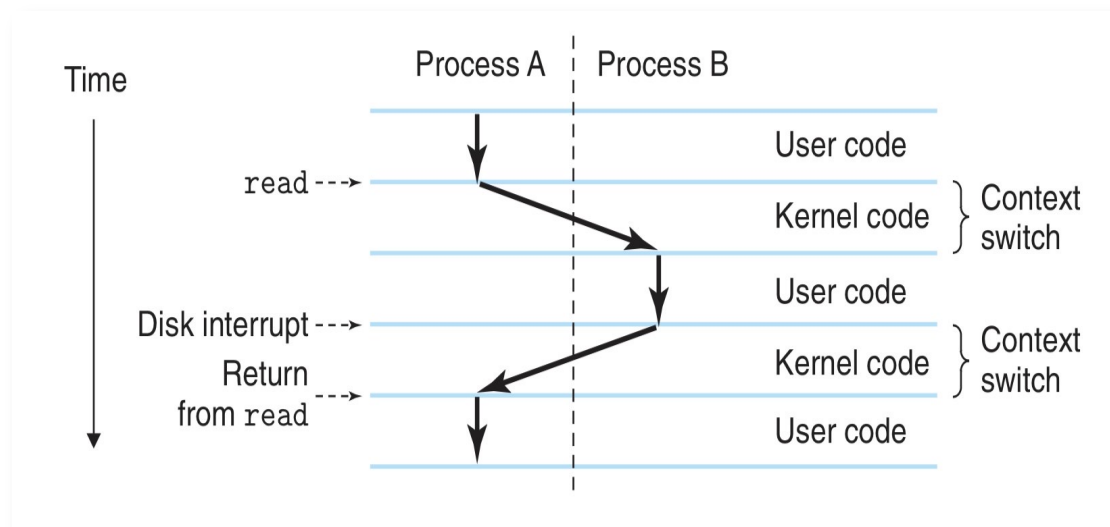 Process A
Process B
Time
User code
read
Kernel code
Context
switch
User code
Disk interrupt
Kernel code
Context
switch
Return
from read
User code